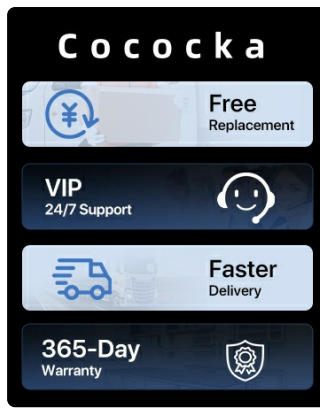 Cococka
Free
Replacement
VIP
24/7 Support
Faster
Delivery
365-Day
Warranty